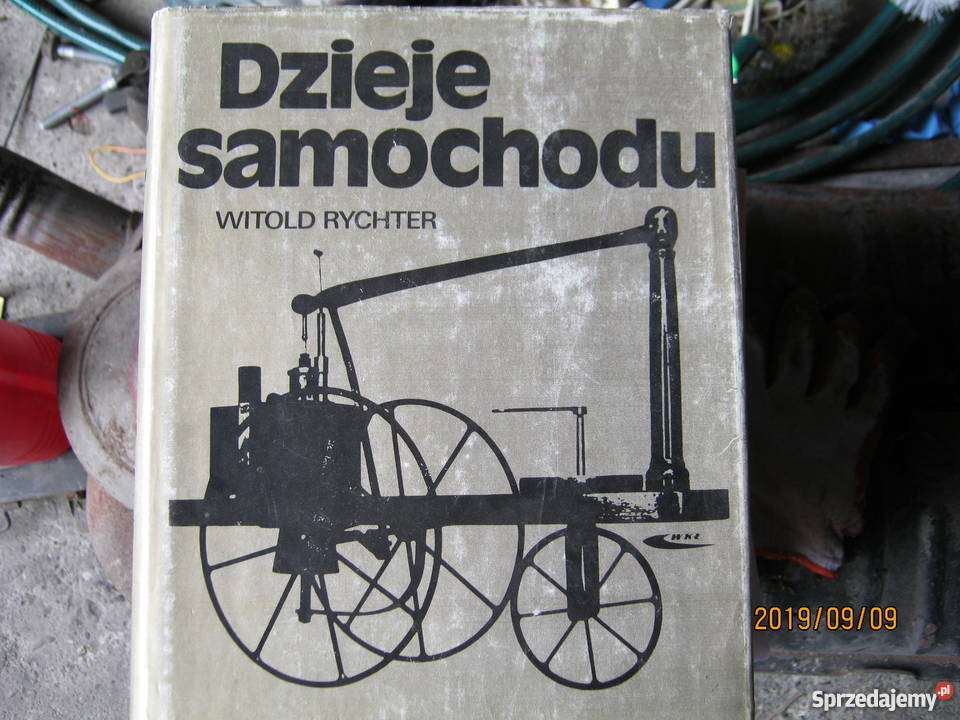 Dzieje
samochodu
WITOLD RYCHTER
WKŁ
2019/09/09
Sprzedajemy.pl